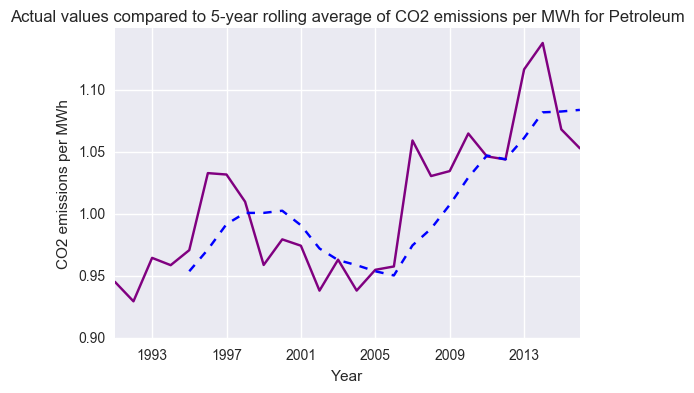 Actual values compared to 5-year rolling average of CO2 emissions per MWh for Petroleum
CO2 emissions per MWh
1.10
1.05
1.00
0.95
0.90
1993 1997 2001 2005 2009 2013
Year